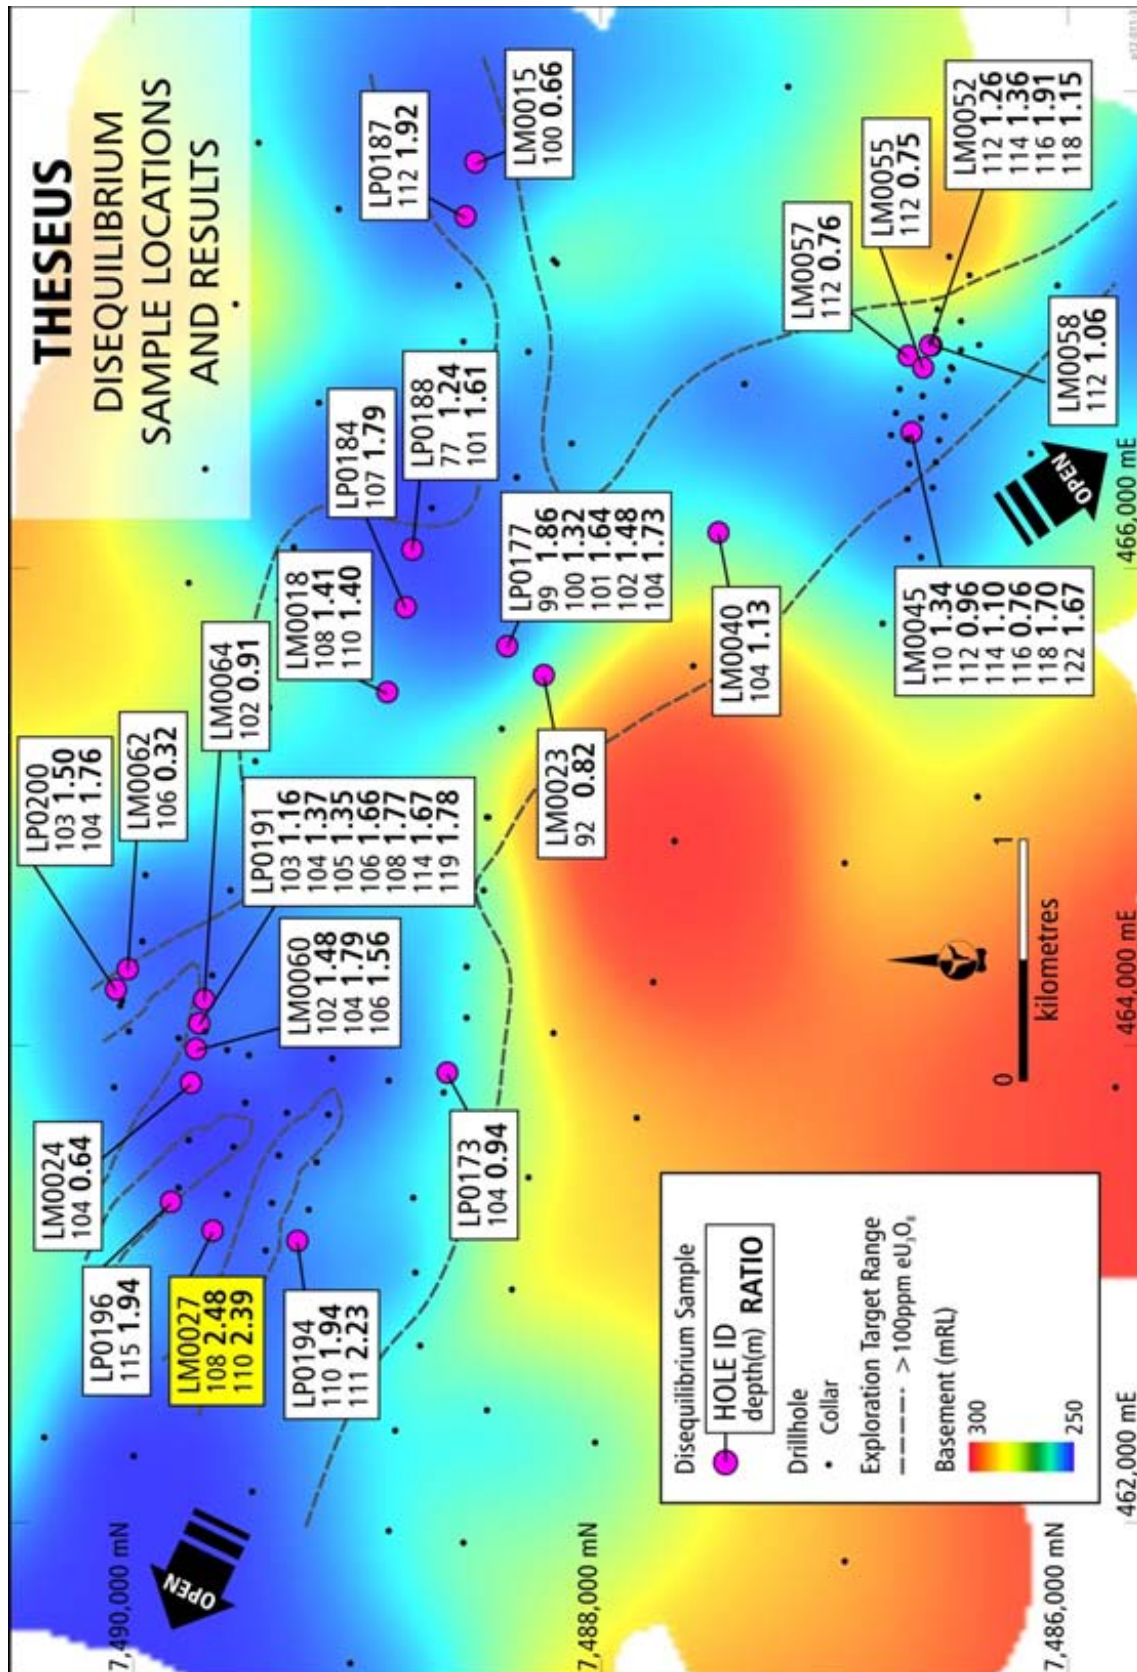 THESEUS
DISEQUILIBRIUM
SAMPLE LOCATIONS
AND RESULTS
LP0200
103 1.50
104 1.76
LM0062
106 0.32
LM0064
102 0.91
LM0024
104 0.64
LP0196
115 1.94
LM0027
108 2.48
110 2.39
LP0194
110 1.94
111 2.23
LM0060
102 1.48
104 1.79
106 1.56
LP0191
103 1.16
104 1.37
105 1.35
106 1.66
108 1.77
114 1.67
119 1.78
LP0173
104 0.94
LM0018
108 1.41
110 1.40
LP0184
107 1.79
LP0188
77 1.24
101 1.61
LP0187
112 1.92
LM0015
100 0.66
LP0177
99 1.86
100 1.32
101 1.64
102 1.48
104 1.73
LM0023
92 0.82
LM0040
104 1.13
LM0057
112 0.76
LM0055
112 0.75
LM0052
112 1.26
114 1.36
116 1.91
118 1.15
LM0058
112 1.06
LM0045
110 1.34
112 0.96
114 1.10
116 0.76
118 1.70
122 1.67
OPEN
OPEN
7,490,000 mN
7,488,000 mN
7,486,000 mN
462,000 mE
464,000 mE
466,000 mE
0 1
kilometres
Disequilibrium Sample
HOLE ID
depth(m) RATIO
Drillhole
Collar
Exploration Target Range
> 100ppm eU₃O₈
Basement (mRL)
300
250